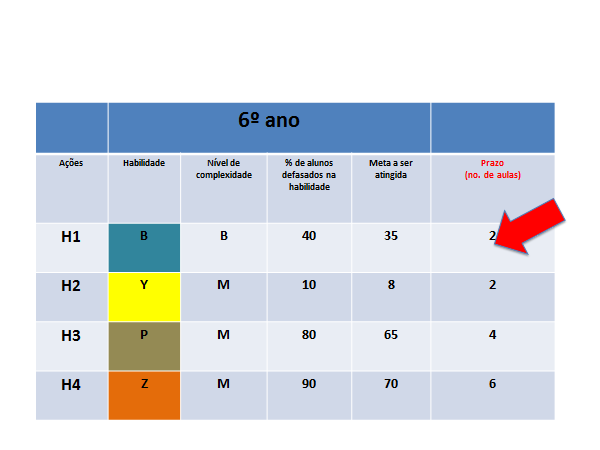 6º ano
Ações Habilidade Nível de complexidade % de alunos defasados na habilidade Meta a ser atingida Prazo (no. de aulas)
H1 B B 40 35 2
H2 Y M 10 8 2
H3 P M 80 65 4
H4 Z M 90 70 6